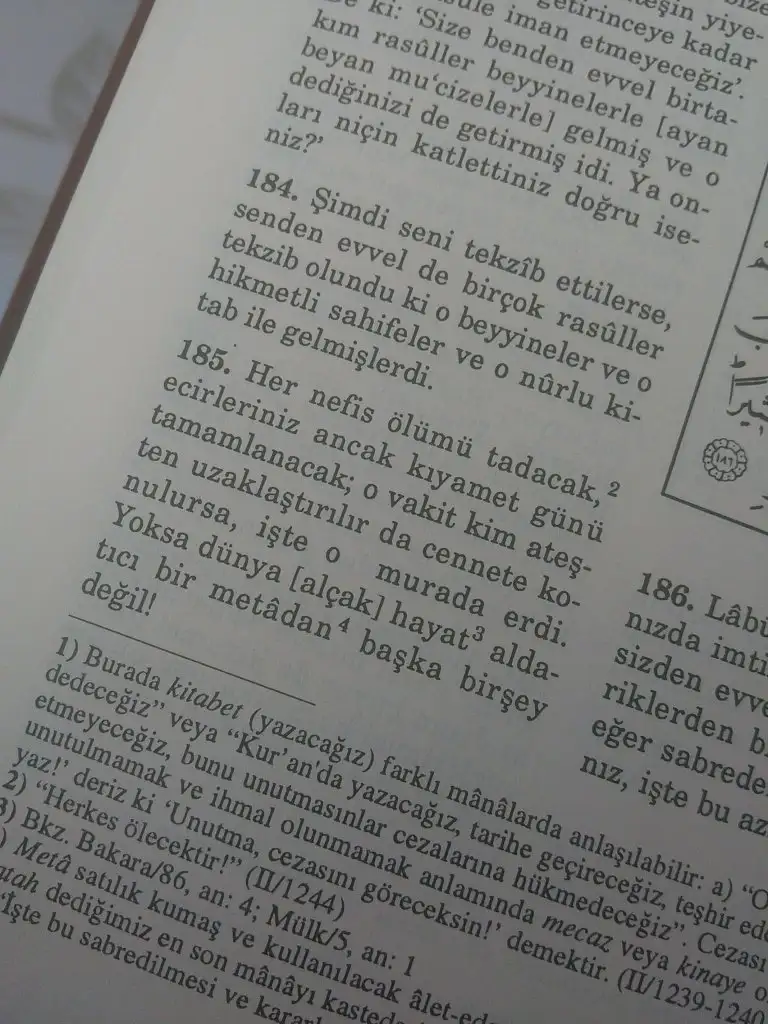 eşin yiye-
getirinceye kadar
iman etmeyeceğiz'.
ki: 'Size benden evvel birta-
kım rasûller beyyinelerle [ayan
beyan mu'cizelerle] gelmiş ve o
dediğinizi de getirmiş idi. Ya on-
ları niçin katlettiniz doğru ise-
niz?'
184. Şimdi seni tekzîb ettilerse,
senden evvel de birçok rasûller
tekzib olundu ki o beyyineler ve o
hikmetli sahifeler ve o nûrlu ki-
tab ile gelmişlerdi.
185. Her nefis ölümü tadacak,²
ecirleriniz ancak kıyamet günü
tamamlanacak; o vakit kim ateş-
ten uzaklaştırılır da cennete ko-
nulursa, işte o murada erdi.
Yoksa dünya [alçak] hayat³ alda-
tıcı bir metâdan⁴ başka birşey
değil!
186. Lâbü
nızda imti
sizden evve
riklerden b
eğer sabrede
nız, işte bu az
1) Burada kitabet (yazacağız) farklı mânâlarda anlaşılabilir: a) "O
dedeceğiz" veya "Kur'an'da yazacağız, tarihe geçireceğiz, teşhir ede
etmeyeceğiz, bunu unutmasınlar cezalarına hükmedeceğiz". Cezası
unutulmamak ve ihmal olunmamak anlamında mecaz veya kinaye o
yaz!' deriz ki 'Unutma, cezasını göreceksin!' demektir. (II/1239-1240
2) "Herkes ölecektir!" (II/1244)
3) Bkz. Bakara/86, an: 4; Mülk/5, an: 1
) Metâ satılık kumaş ve kullanılacak âlet-ed
dediğimiz en son mânâyı kasted
"İşte bu sabredilmesi ve karar